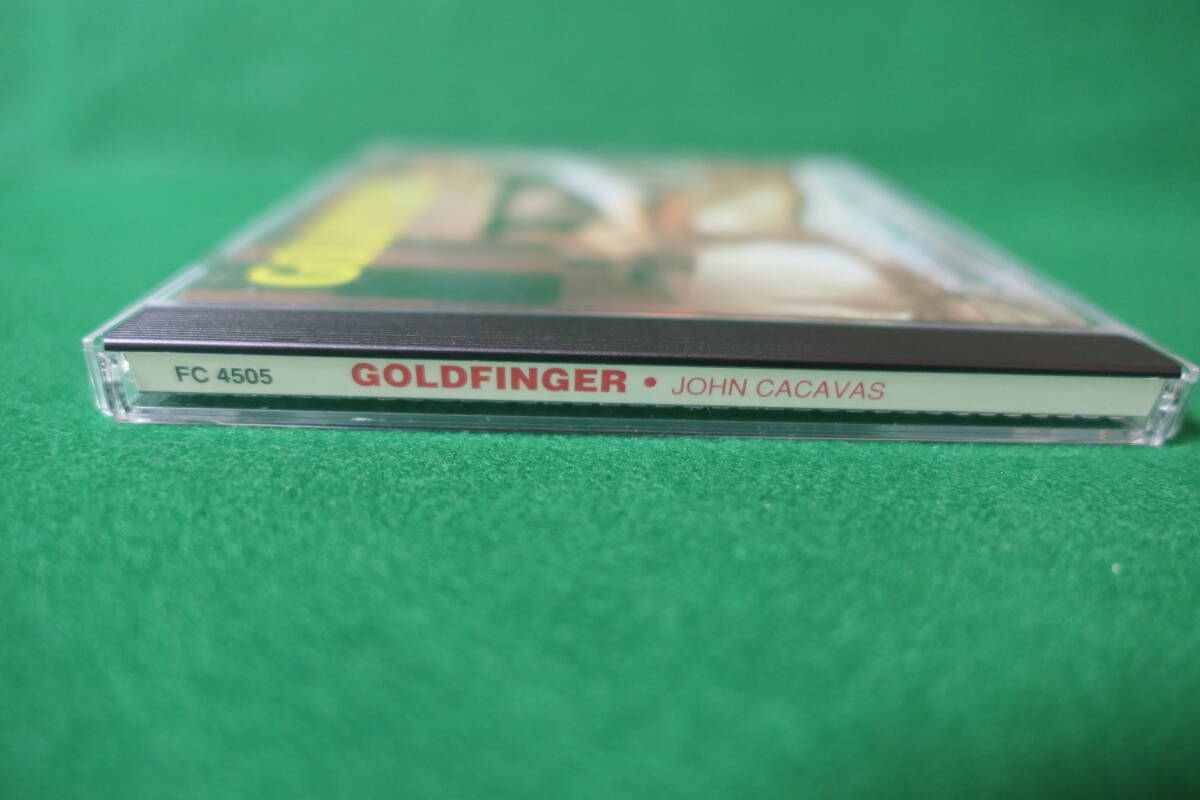 FC 4505 GOLDFINGER • JOHN CACAVAS